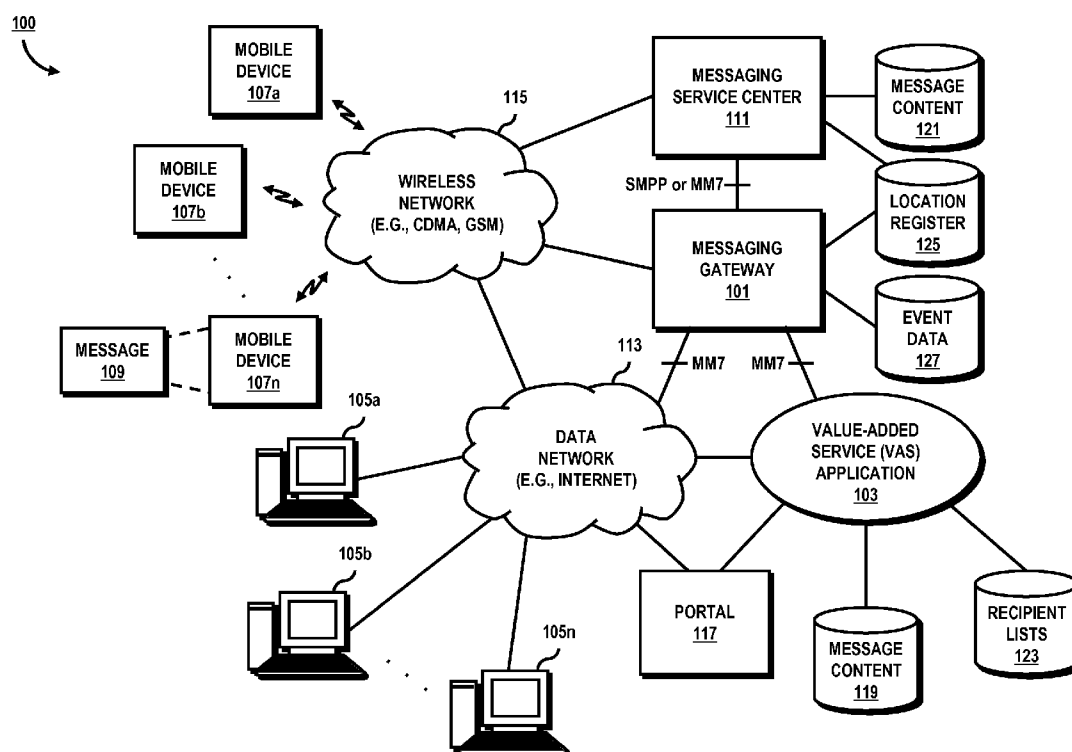 100
MOBILE
DEVICE
107a
MOBILE
DEVICE
107b
MESSAGE
109
MOBILE
DEVICE
107n
115
WIRELESS
NETWORK
(E.G., CDMA, GSM)
MESSAGING
SERVICE CENTER
111
MESSAGE
CONTENT
121
SMPP or MM7
LOCATION
REGISTER
125
MESSAGING
GATEWAY
101
EVENT
DATA
127
MM7
MM7
113
DATA
NETWORK
(E.G., INTERNET)
VALUE-ADDED
SERVICE (VAS)
APPLICATION
103
105a
105b
105n
PORTAL
117
MESSAGE
CONTENT
119
RECIPIENT
LISTS
123